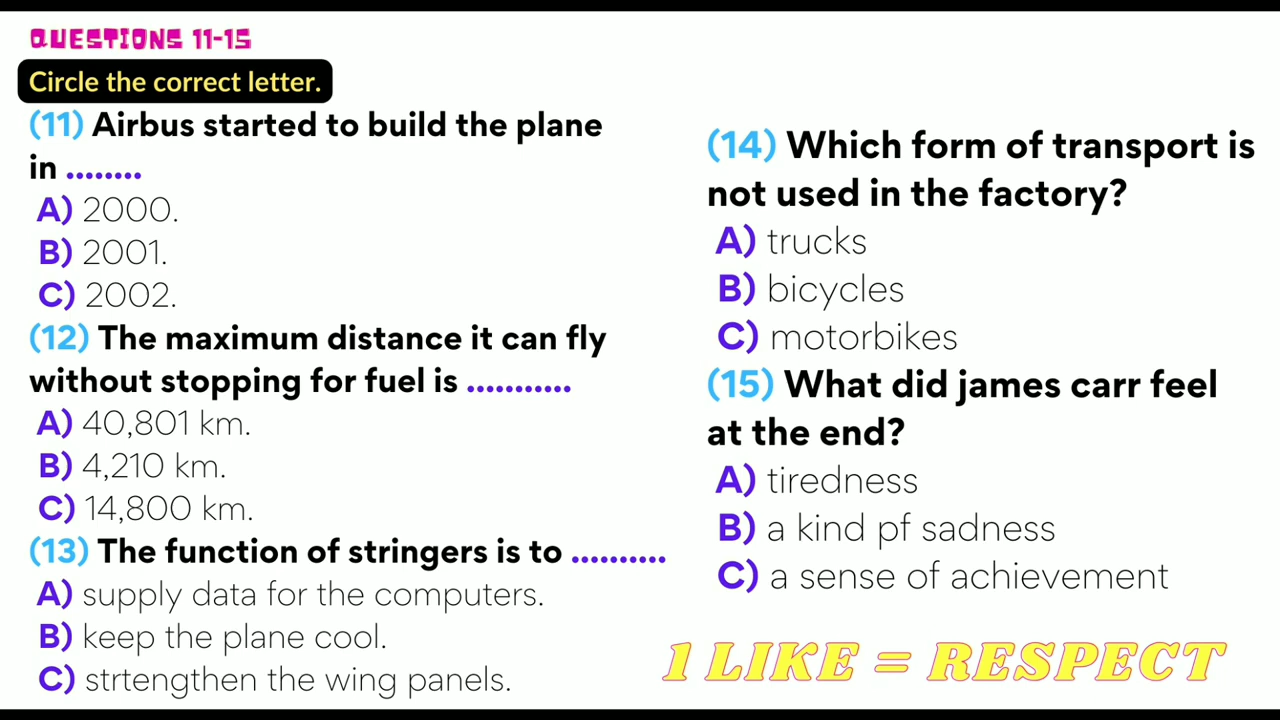 QUESTIONS 11-15
Circle the correct letter.
(11) Airbus started to build the plane
in ........
A) 2000.
B) 2001.
C) 2002.
(12) The maximum distance it can fly
without stopping for fuel is ...........
A) 40,801 km.
B) 4,210 km.
C) 14,800 km.
(13) The function of stringers is to ..........
A) supply data for the computers.
B) keep the plane cool.
C) strtengthen the wing panels.
(14) Which form of transport is
not used in the factory?
A) trucks
B) bicycles
C) motorbikes
(15) What did james carr feel
at the end?
A) tiredness
B) a kind pf sadness
C) a sense of achievement
1 LIKE = RESPECT